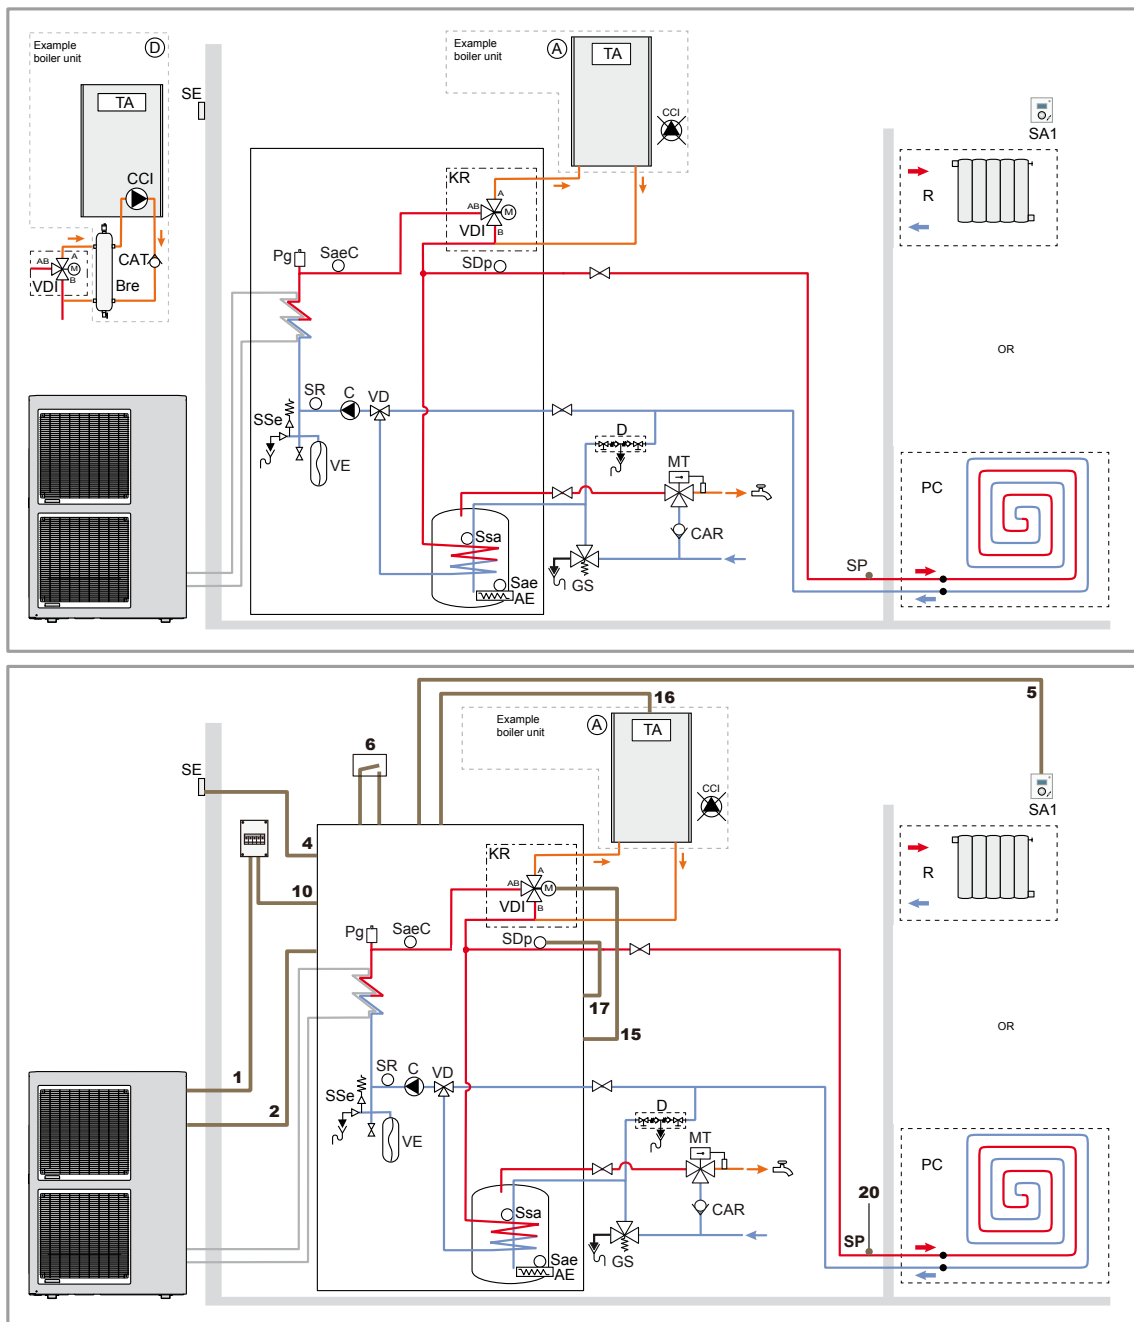 Example
boiler unit
D
TA
CCI
CAT
AB
A
M
B
VDI
Bre
SE
Example
boiler unit
A
TA
CCI
KR
A
AB
M
VDI
B
Pg
SaeC
SDp
SA1
R
OR
SR
C
VD
SSe
VE
D
MT
CAR
Ssa
Sae
AE
GS
SP
PC
16
5
Example
boiler unit
A
TA
CCI
6
SE
SA1
4
10
KR
A
AB
M
VDI
B
R
Pg
SaeC
SDp
17
15
OR
1
2
SR
C
VD
SSe
VE
D
MT
CAR
Ssa
Sae
AE
GS
20
SP
PC